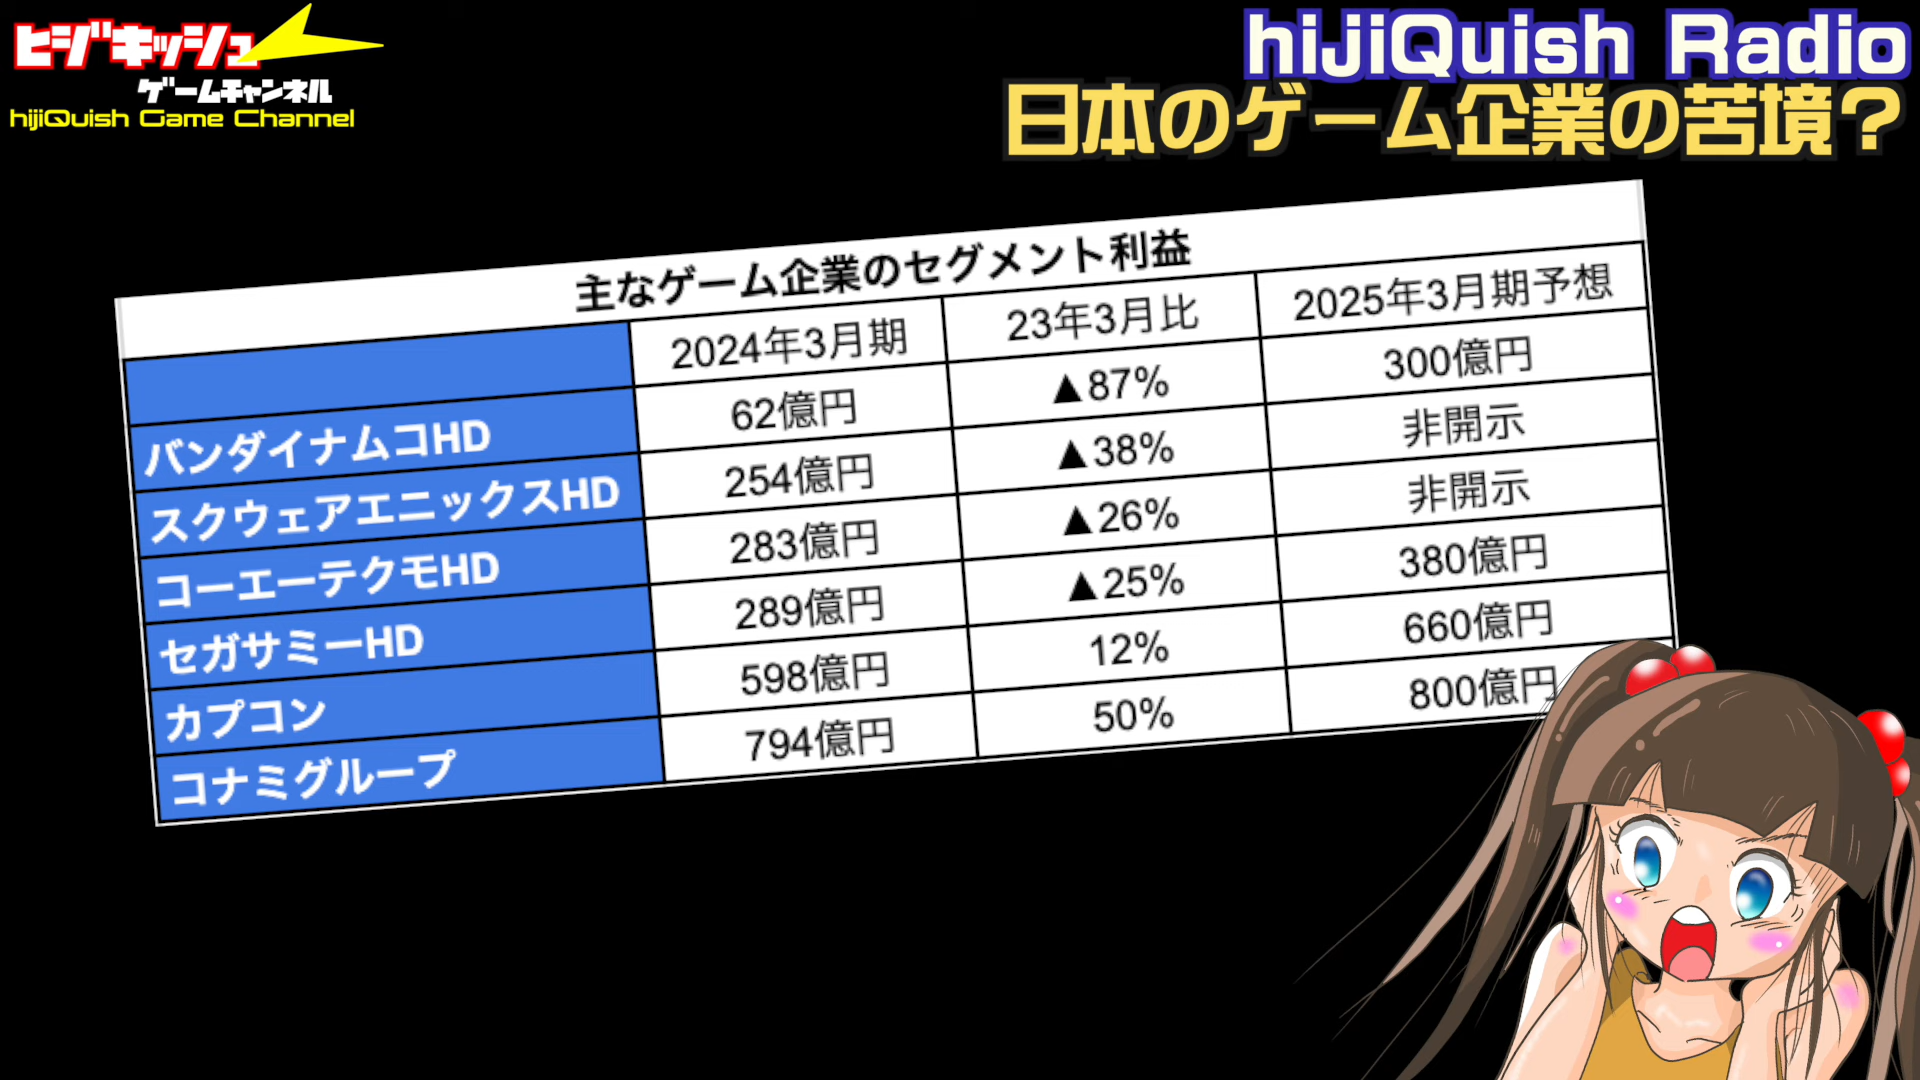 ヒジキッシュ
ゲームチャンネル
hijiQuish Game Channel
hijiQuish Radio
日本のゲーム企業の苦境？
主なゲーム企業のセグメント利益
2024年3月期 23年3月比 2025年3月期予想
バンダイナムコHD 62億円 ▲87% 300億円
スクウェアエニックスHD 254億円 ▲38% 非開示
コーエーテクモHD 283億円 ▲26% 非開示
セガサミーHD 289億円 ▲25% 380億円
カプコン 598億円 12% 660億円
コナミグループ 794億円 50% 800億円